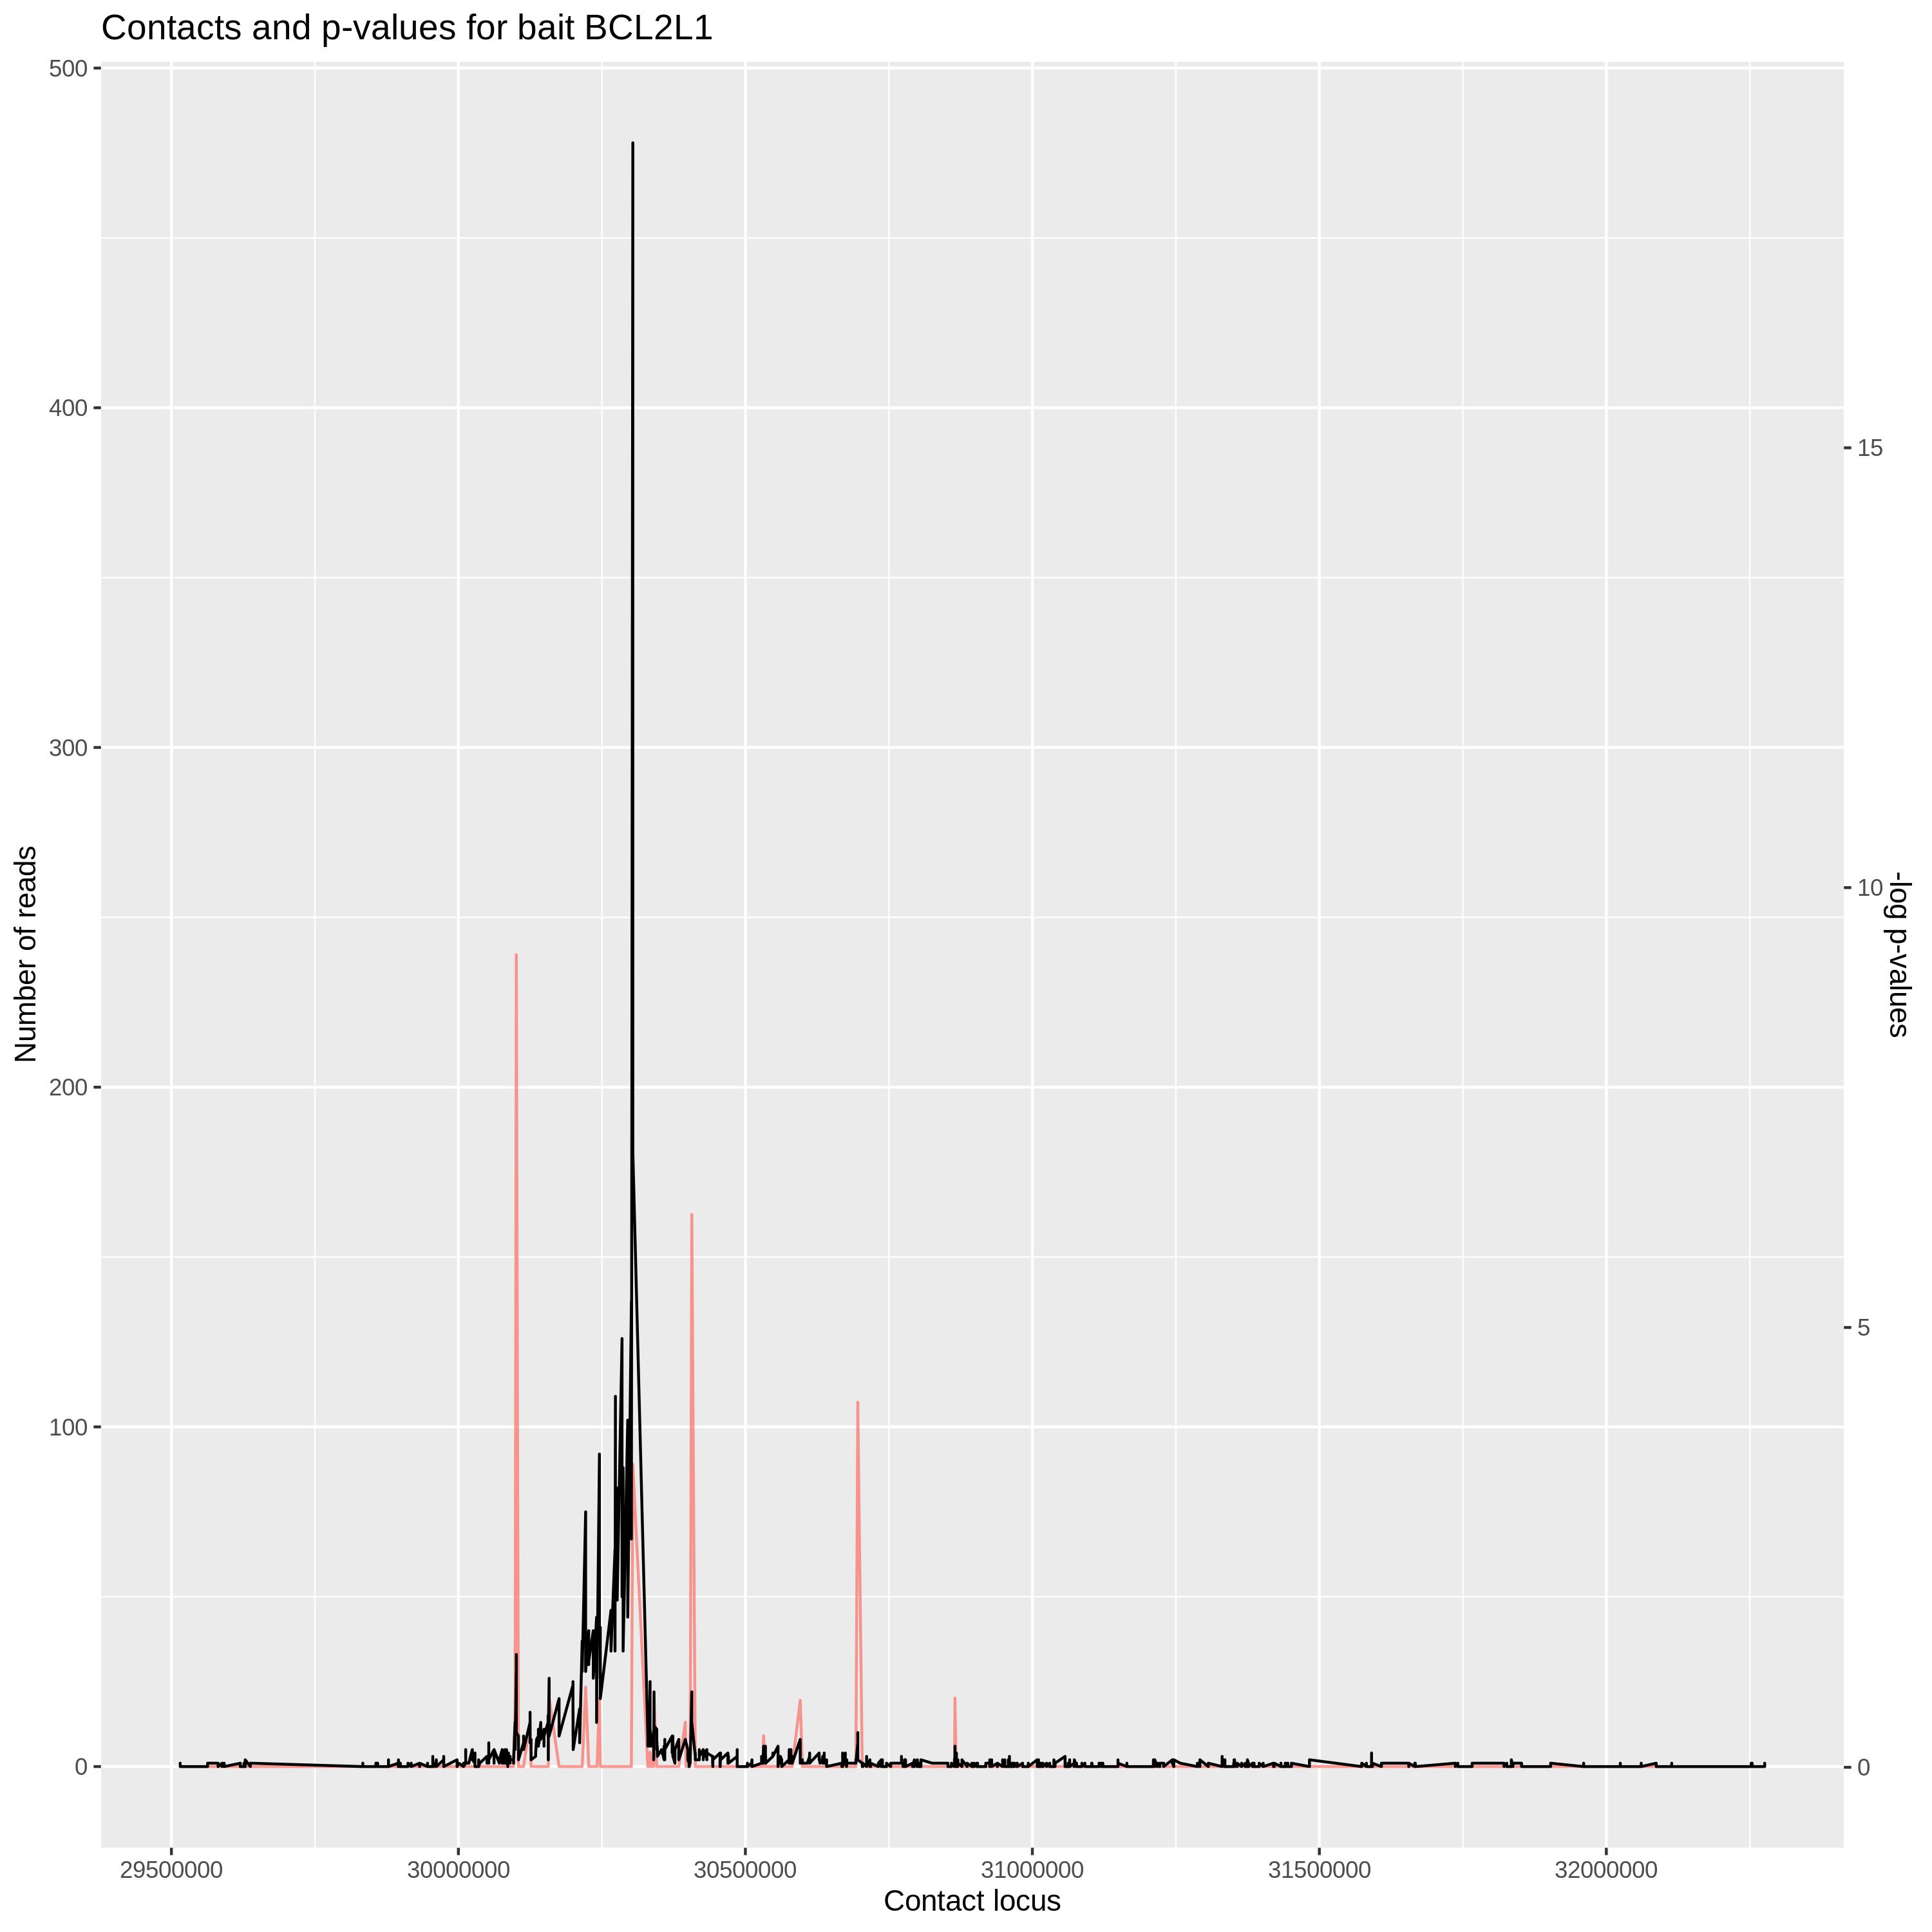 Contacts and p-values for bait BCL2L1
500
400
300
200
100
0
Number of reads
15
10
5
0
-log p-values
29500000 30000000 30500000 31000000 31500000 32000000
Contact locus